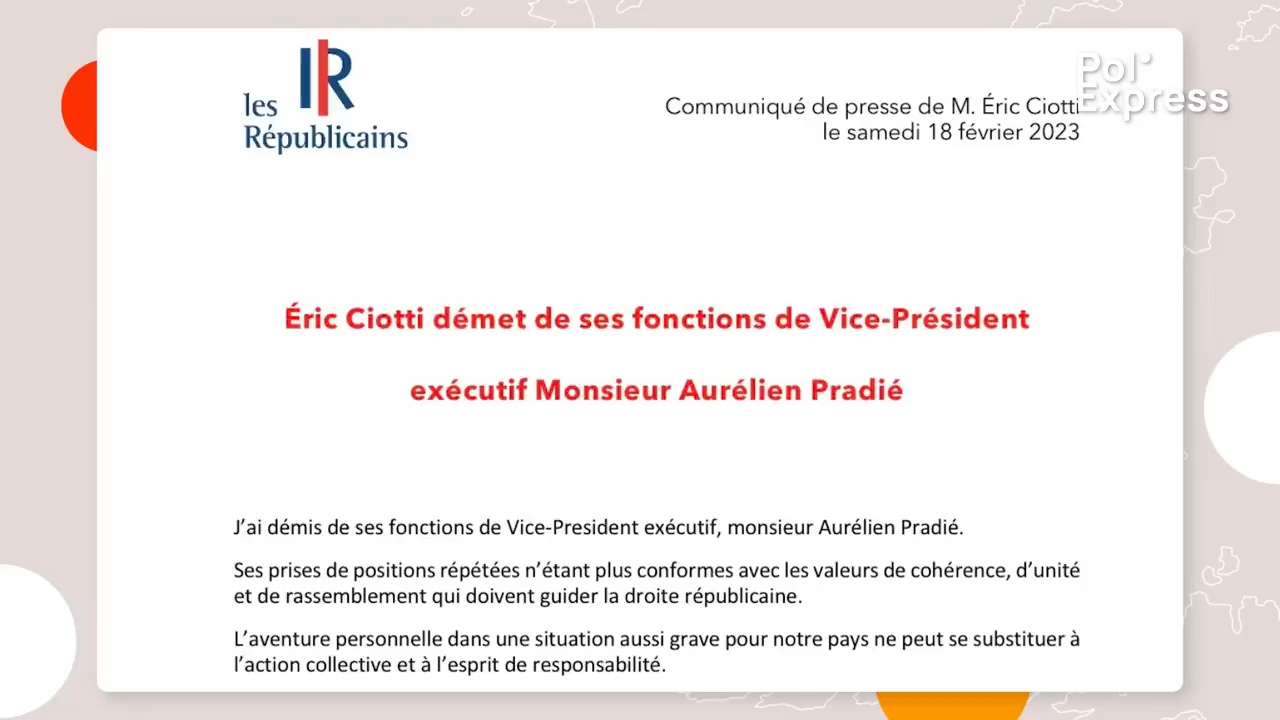 les
Républicains
lR
Pol'
Express
Communiqué de presse de M. Éric Ciotti
le samedi 18 février 2023
Éric Ciotti démet de ses fonctions de Vice-Président
exécutif Monsieur Aurélien Pradié
J’ai démis de ses fonctions de Vice-President exécutif, monsieur Aurélien Pradié.
Ses prises de positions répétées n’étant plus conformes avec les valeurs de cohérence, d’unité
et de rassemblement qui doivent guider la droite républicaine.
L’aventure personnelle dans une situation aussi grave pour notre pays ne peut se substituer à
l’action collective et à l’esprit de responsabilité.